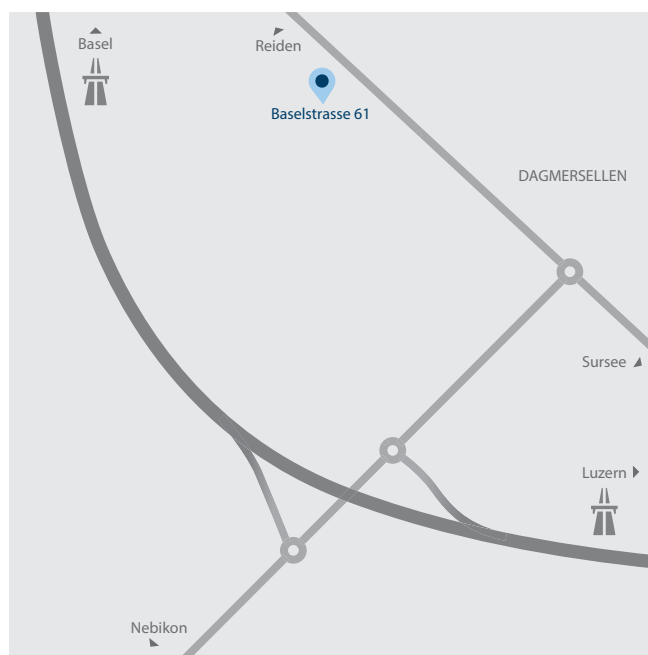 Basel
Reiden
Baselstrasse 61
DAGMERSELLEN
Sursee
Luzern
Nebikon